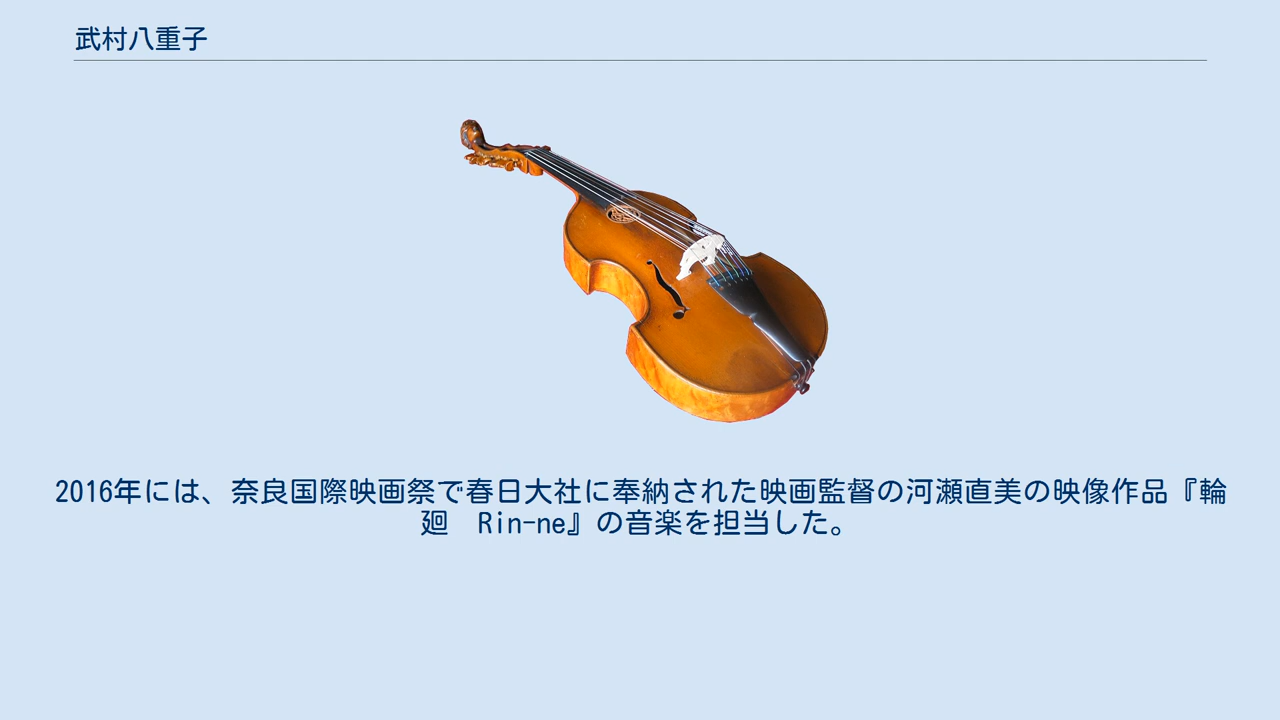 武村八重子
2016年には、奈良国際映画祭で春日大社に奉納された映画監督の河瀬直美の映像作品『輪
廻　Rin-ne』の音楽を担当した。